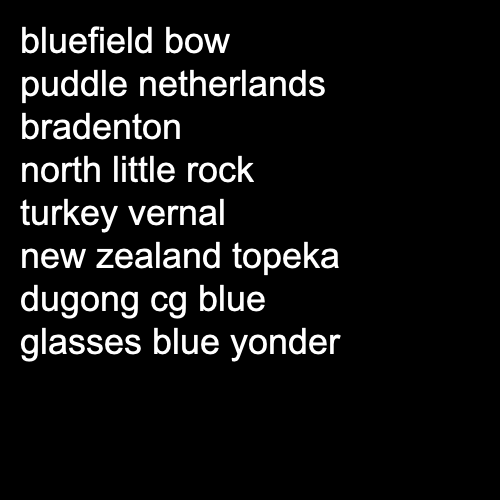 bluefield bow
puddle netherlands
bradenton
north little rock
turkey vernal
new zealand topeka
dugong cg blue
glasses blue yonder